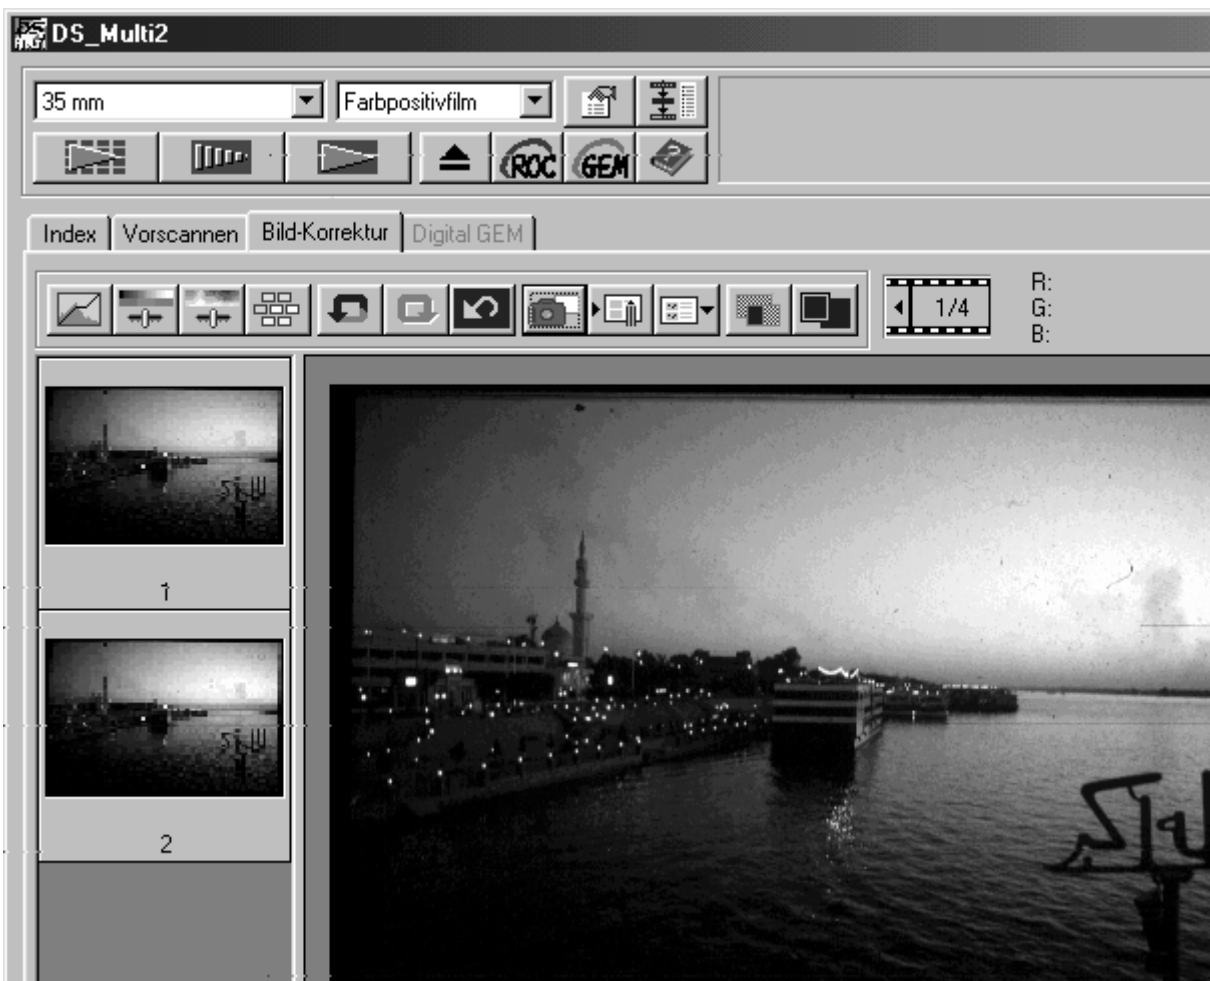 DS_Multi2
35 mm
Farbpositivfilm
ROC
GEM
?
Index
Vorscannen
Bild-Korrektur
Digital GEM
1/4
R:
G:
B:
1
2